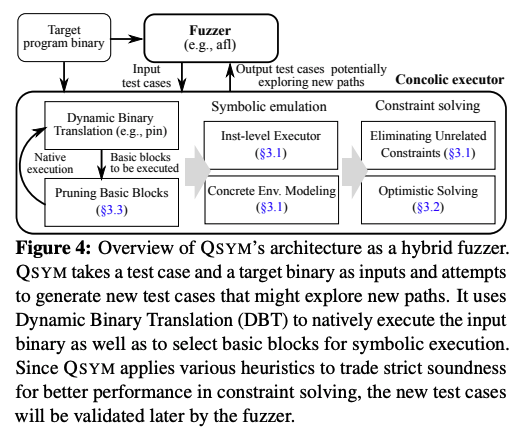 Target
program binary
Fuzzer
(e.g., afl)
Input
test cases
Output test cases potentially
exploring new paths
Concolic executor
Dynamic Binary
Translation (e.g., pin)
Native
execution
Basic blocks
to be executed
Pruning Basic Blocks
(§3.3)
Symbolic emulation
Inst-level Executor
(§3.1)
Concrete Env. Modeling
(§3.1)
Constraint solving
Eliminating Unrelated
Constraints (§3.1)
Optimistic Solving
(§3.2)
Figure 4: Overview of QSYM's architecture as a hybrid fuzzer.
QSYM takes a test case and a target binary as inputs and attempts
to generate new test cases that might explore new paths. It uses
Dynamic Binary Translation (DBT) to natively execute the input
binary as well as to select basic blocks for symbolic execution.
Since QSYM applies various heuristics to trade strict soundness
for better performance in constraint solving, the new test cases
will be validated later by the fuzzer.